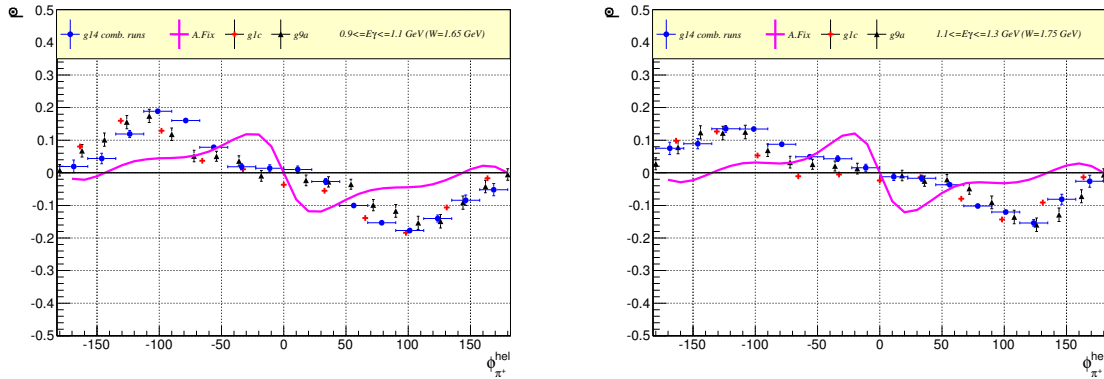 P⊙
0.5
g14 comb. runs A.Fix g1c g9a 0.9<=Eγ<=1.1 GeV (W=1.65 GeV)
0.4
0.3
0.2
0.1
0
-0.1
-0.2
-0.3
-0.4
-0.5
-150 -100 -50 0 50 100 150
ϕ hel π+
P⊙
0.5
g14 comb. runs A.Fix g1c g9a 1.1<=Eγ<=1.3 GeV (W=1.75 GeV)
0.4
0.3
0.2
0.1
0
-0.1
-0.2
-0.3
-0.4
-0.5
-150 -100 -50 0 50 100 150
ϕ hel π+